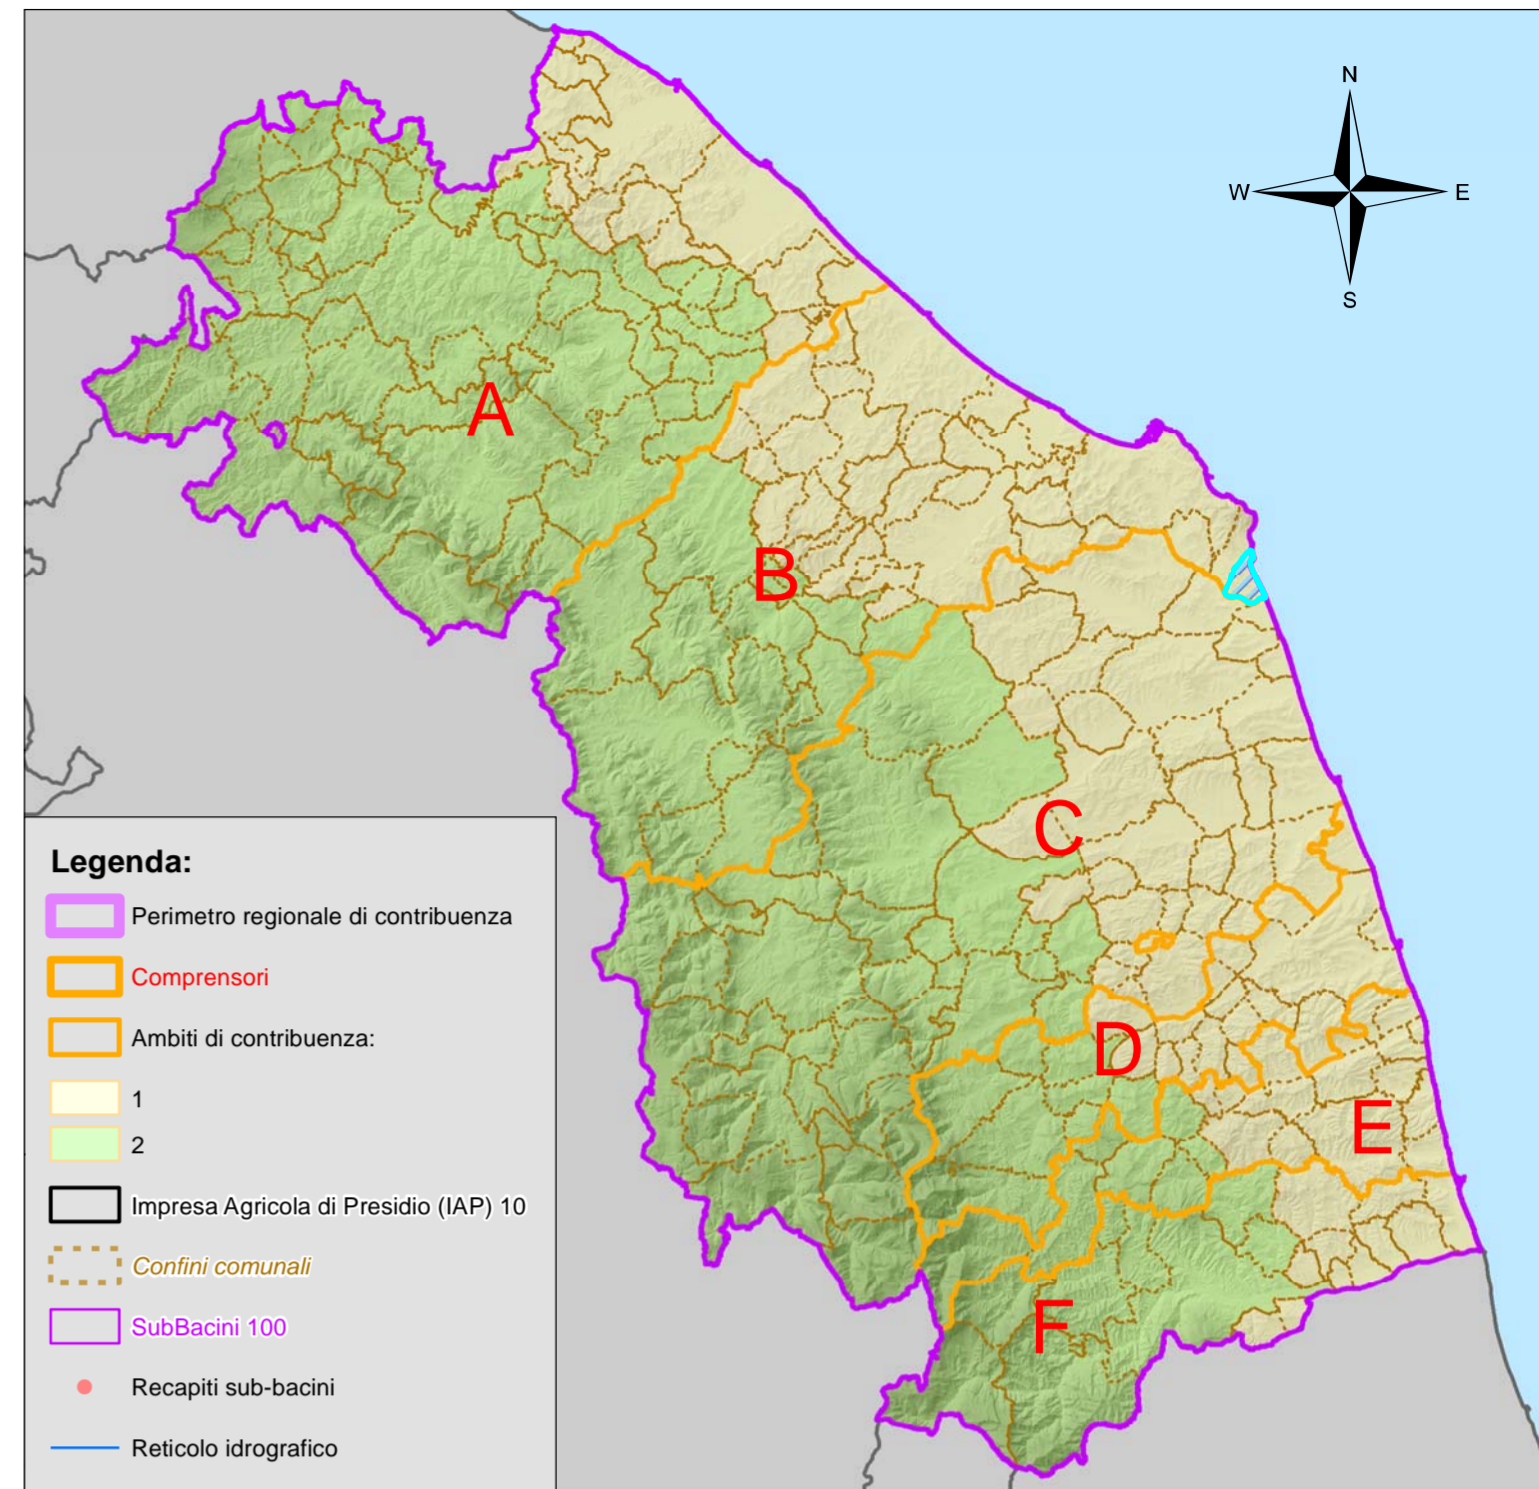 N
W E
S
A
B
C
D
E
F
Legenda:
Perimetro regionale di contribuenza
Comprensori
Ambiti di contribuenza:
1
2
Impresa Agricola di Presidio (IAP) 10
Confini comunali
SubBacini 100
Recapiti sub-bacini
Reticolo idrografico